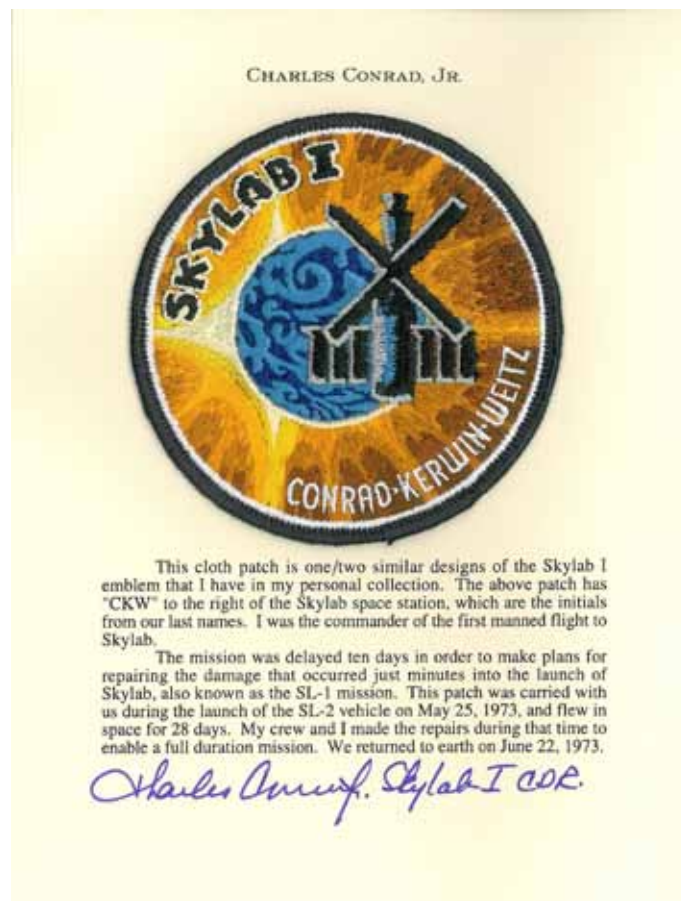 CHARLES CONRAD, JR.
SKYLAB I
CONRAD·KERWIN·WEITZ
This cloth patch is one/two similar designs of the Skylab I
emblem that I have in my personal collection. The above patch has
"CKW" to the right of the Skylab space station, which are the initials
from our last names. I was the commander of the first manned flight to
Skylab.
The mission was delayed ten days in order to make plans for
repairing the damage that occurred just minutes into the launch of
Skylab, also known as the SL-1 mission. This patch was carried with
us during the launch of the SL-2 vehicle on May 25, 1973, and flew in
space for 28 days. My crew and I made the repairs during that time to
enable a full duration mission. We returned to earth on June 22, 1973.
Charles Conrad Jr. Skylab I CDR.